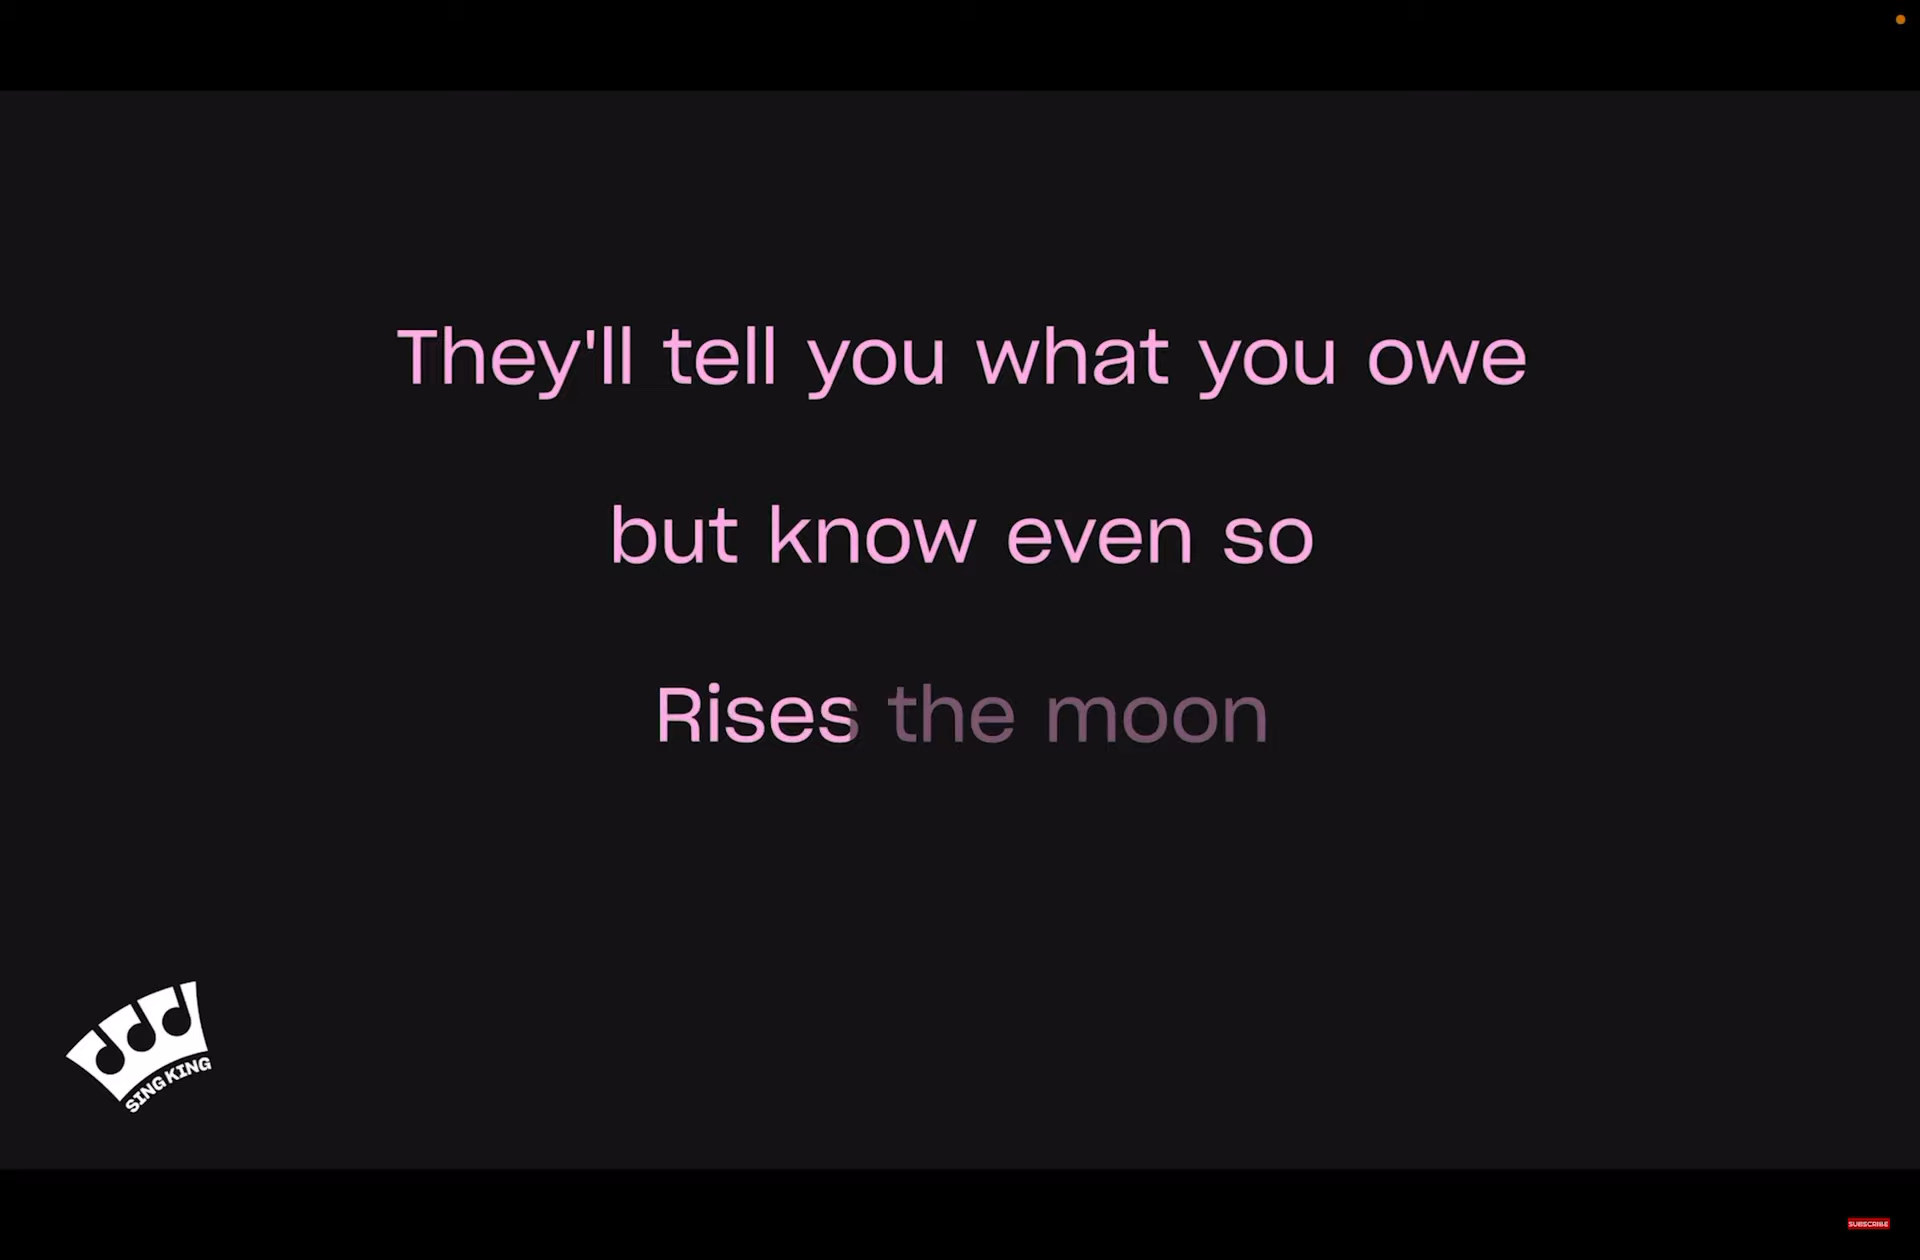 They'll tell you what you owe
but know even so
Rises the moon
SING KING
SUBSCRIBE